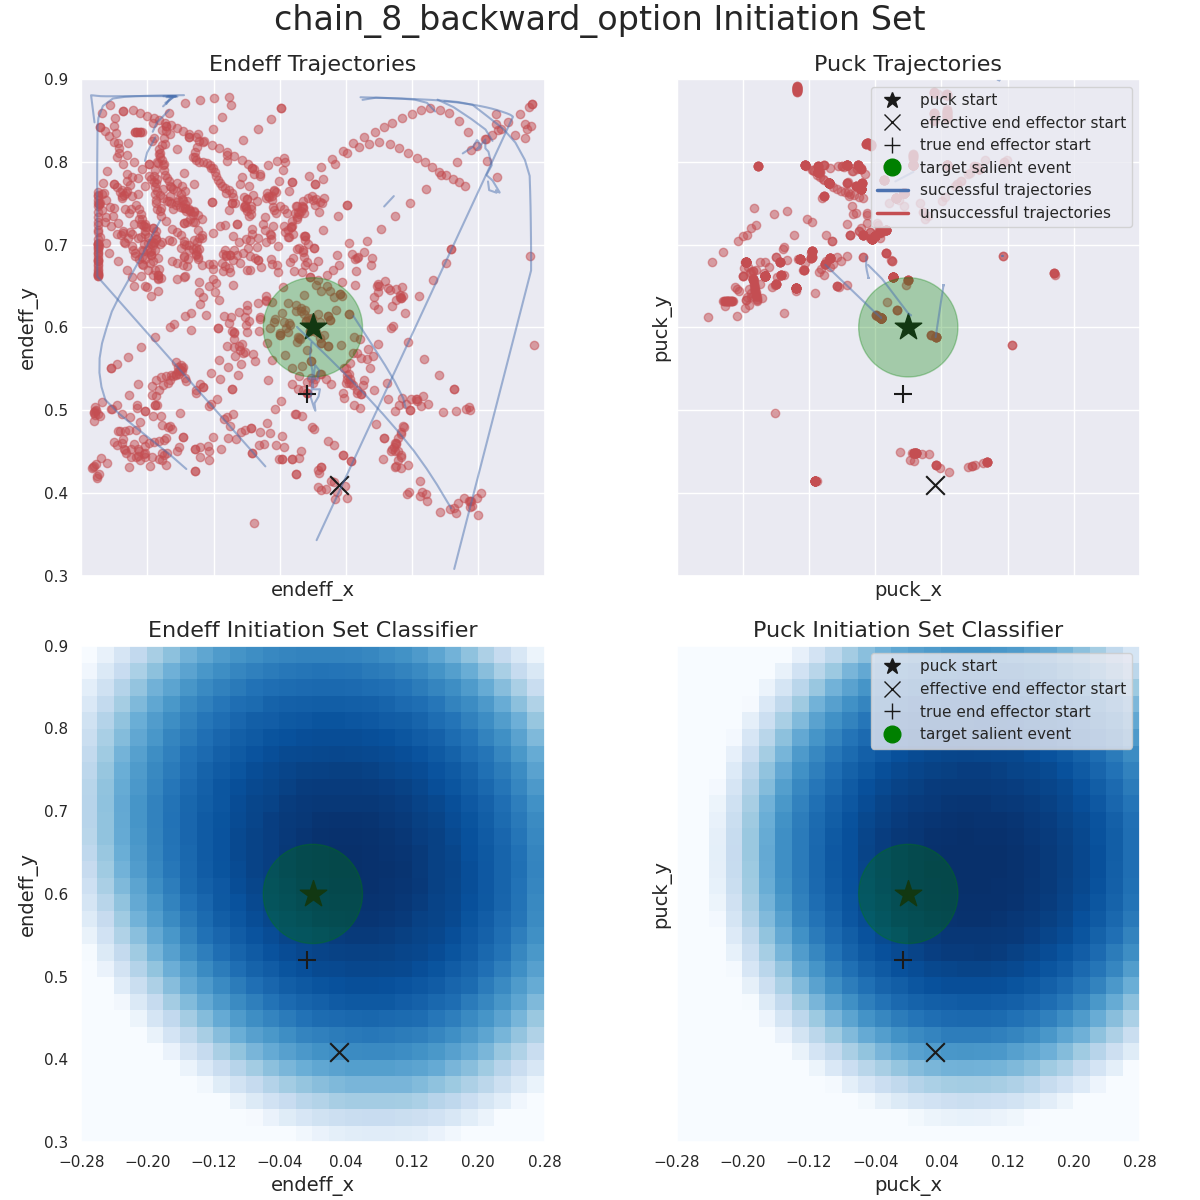 chain_8_backward_option Initiation Set
Endeff Trajectories
0.9
0.8
0.7
0.6
0.5
0.4
0.3
endeff_y
endeff_x
Puck Trajectories
puck start
effective end effector start
true end effector start
target salient event
successful trajectories
unsuccessful trajectories
puck_y
puck_x
Endeff Initiation Set Classifier
0.9
0.8
0.7
0.6
0.5
0.4
0.3
endeff_y
−0.28 −0.20 −0.12 −0.04 0.04 0.12 0.20 0.28
endeff_x
Puck Initiation Set Classifier
puck start
effective end effector start
true end effector start
target salient event
puck_y
−0.28 −0.20 −0.12 −0.04 0.04 0.12 0.20 0.28
puck_x